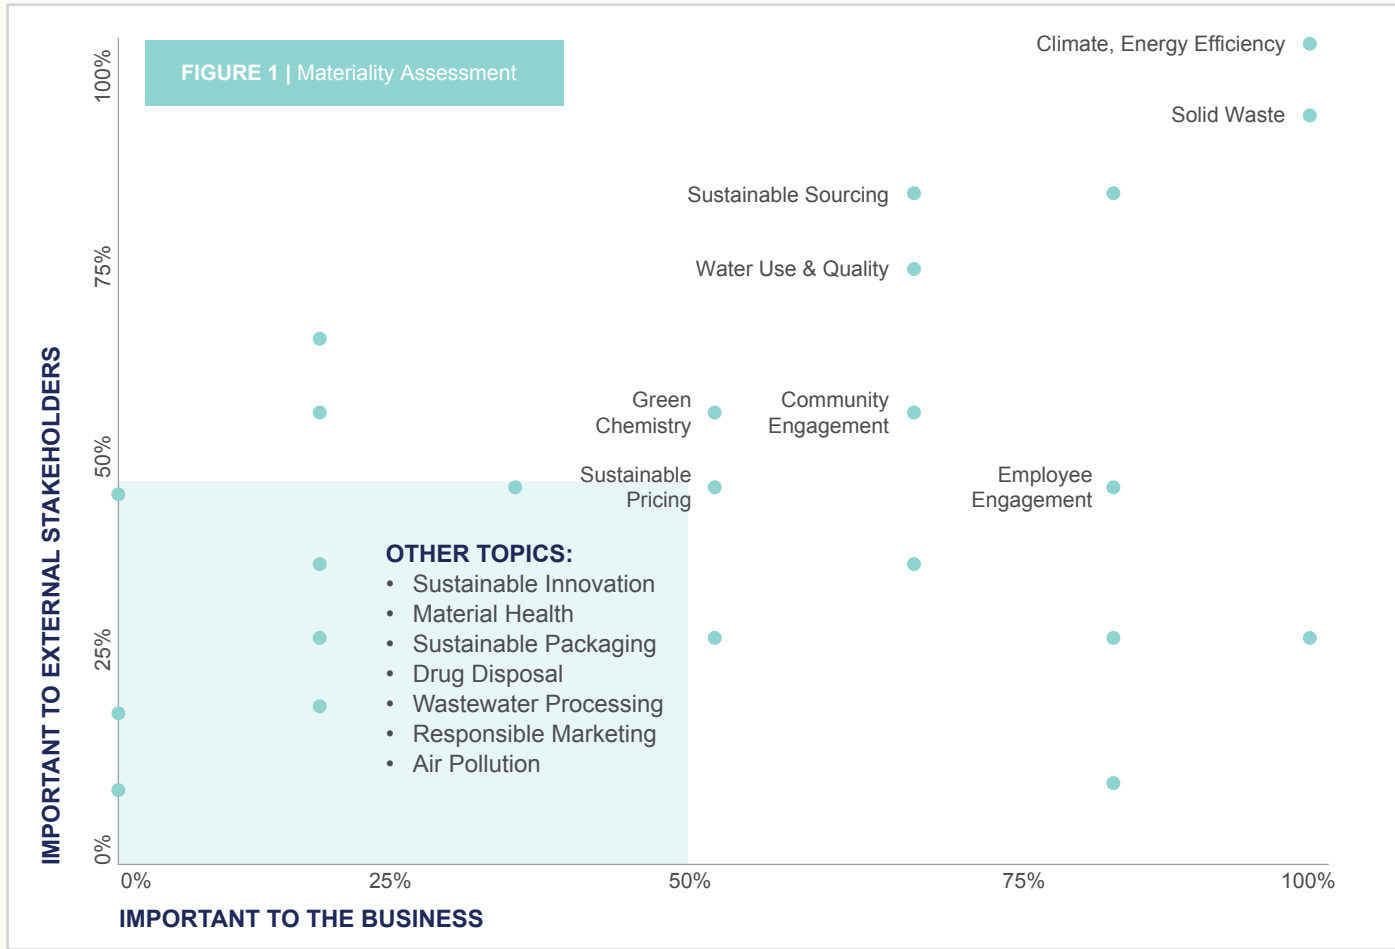 FIGURE 1 | Materiality Assessment
100%
75%
50%
25%
0%
IMPORTANT TO EXTERNAL STAKEHOLDERS
Climate, Energy Efficiency
Solid Waste
Sustainable Sourcing
Water Use & Quality
Green
Chemistry
Community
Engagement
Sustainable
Pricing
Employee
Engagement
OTHER TOPICS:
• Sustainable Innovation
• Material Health
• Sustainable Packaging
• Drug Disposal
• Wastewater Processing
• Responsible Marketing
• Air Pollution
0% 25% 50% 75% 100%
IMPORTANT TO THE BUSINESS